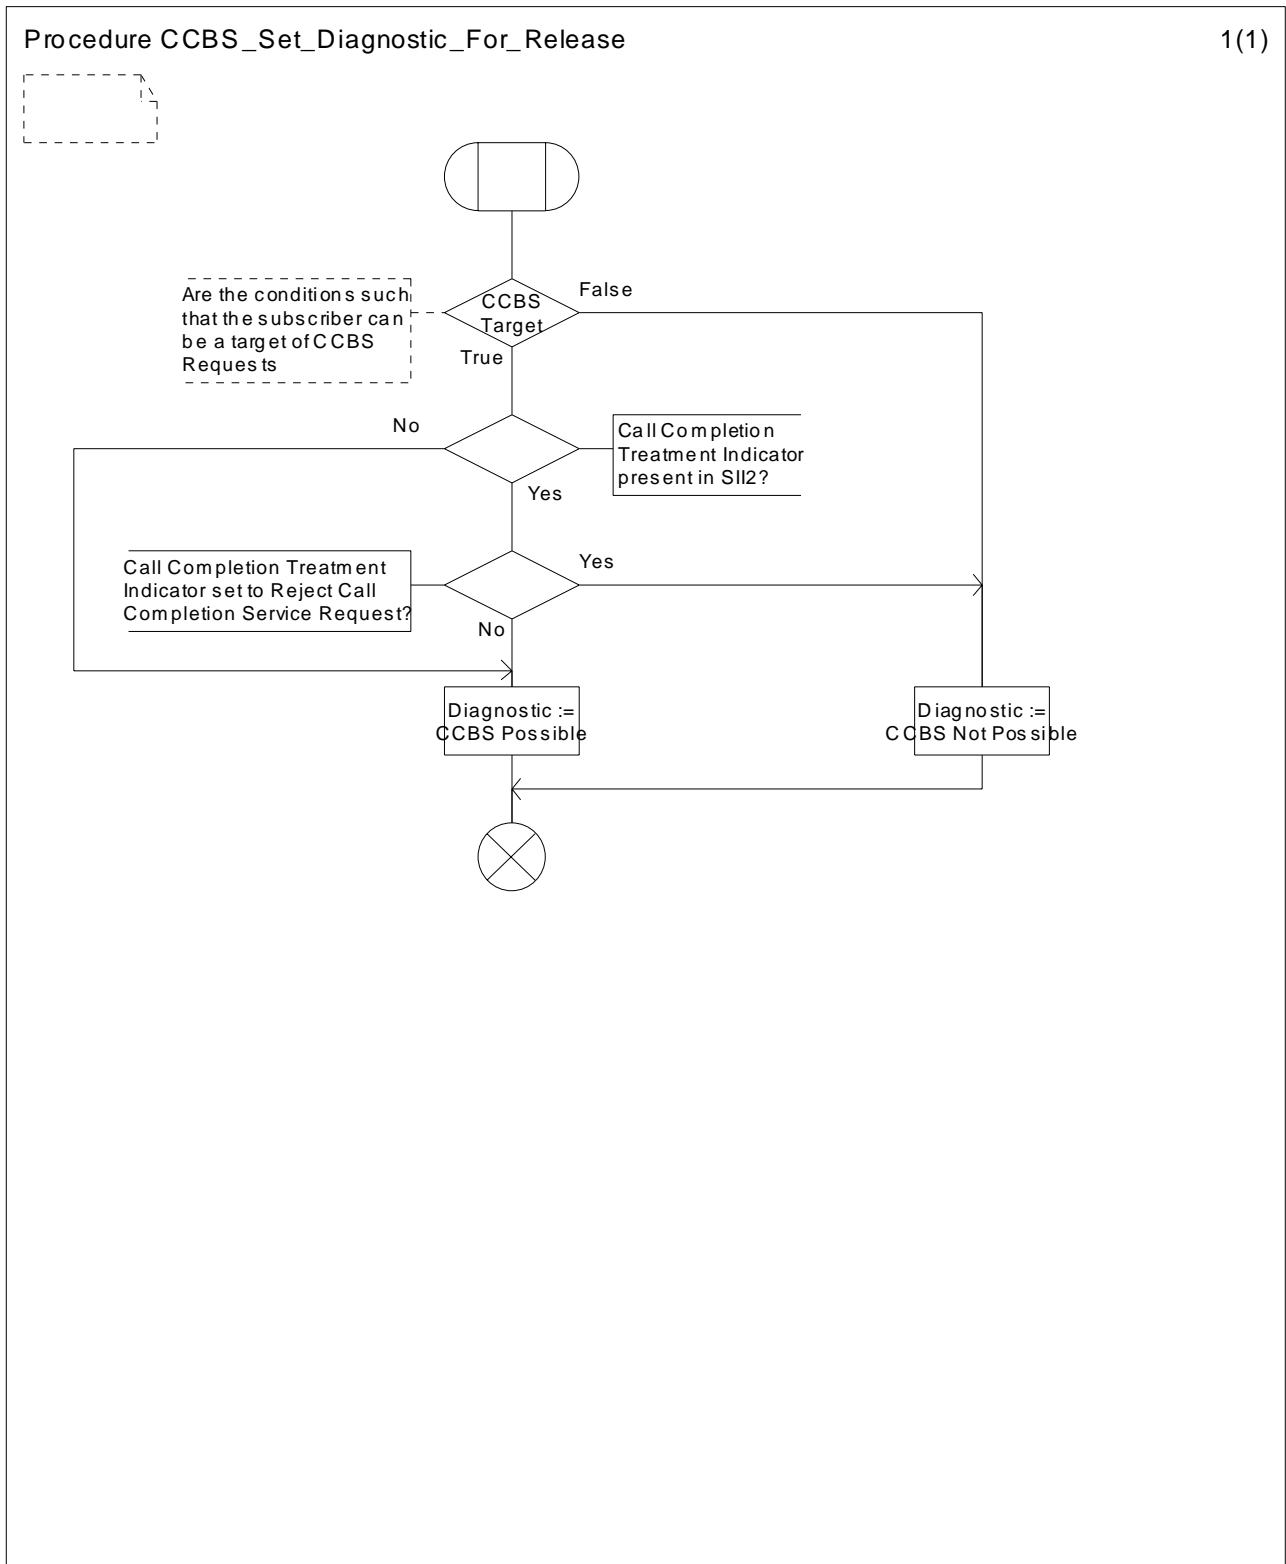 Procedure CCBS_Set_Diagnostic_For_Release
1(1)
Are the conditions such
that the subscriber can
be a target of CCBS
Requests
CCBS
Target
False
True
No
Call Completion
Treatment Indicator
present in SII2?
Yes
Call Completion Treatment
Indicator set to Reject Call
Completion Service Request?
Yes
No
Diagnostic :=
CCBS Possible
Diagnostic :=
CCBS Not Possible